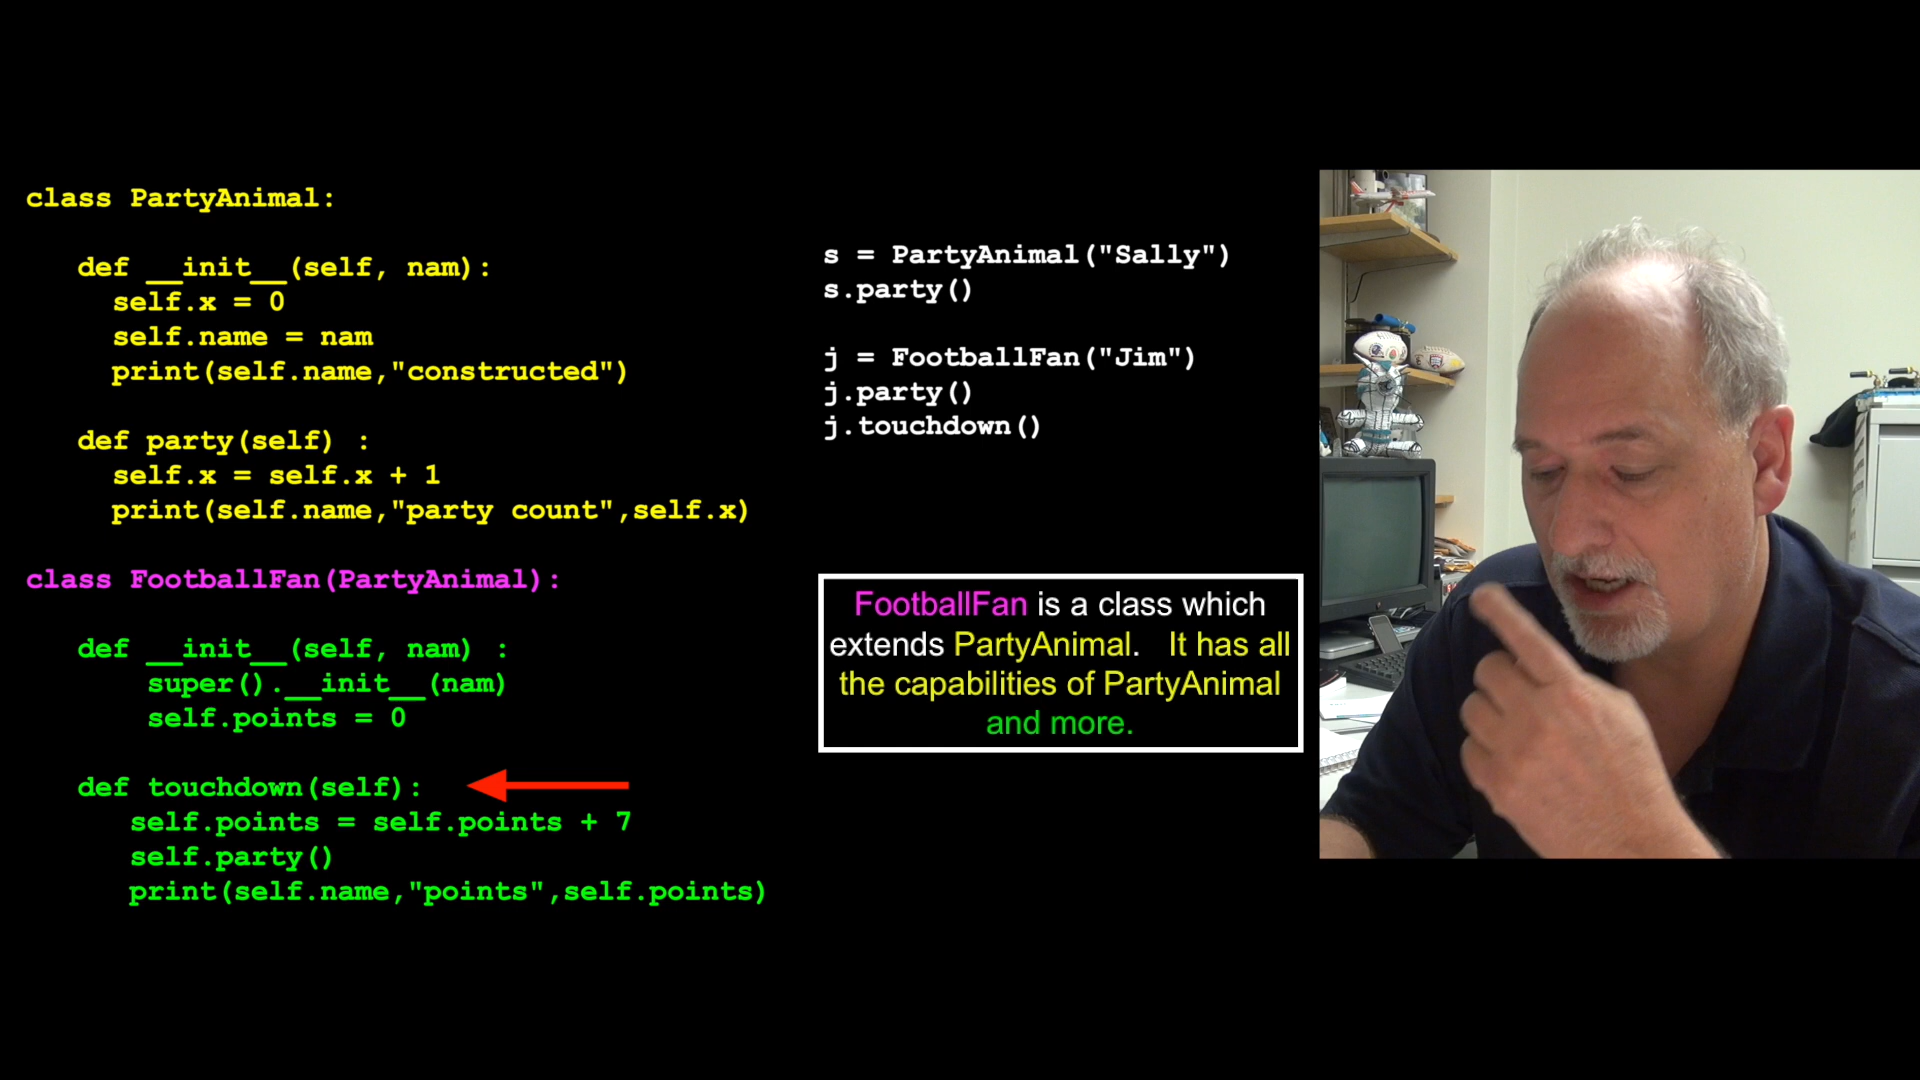 class PartyAnimal:
def __init__(self, nam):
self.x = 0
self.name = nam
print(self.name,"constructed")
def party(self) :
self.x = self.x + 1
print(self.name,"party count",self.x)
class FootballFan(PartyAnimal):
def __init__(self, nam) :
super().__init__(nam)
self.points = 0
def touchdown(self):
self.points = self.points + 7
self.party()
print(self.name,"points",self.points)
s = PartyAnimal("Sally")
s.party()
j = FootballFan("Jim")
j.party()
j.touchdown()
FootballFan is a class which
extends PartyAnimal. It has all
the capabilities of PartyAnimal
and more.